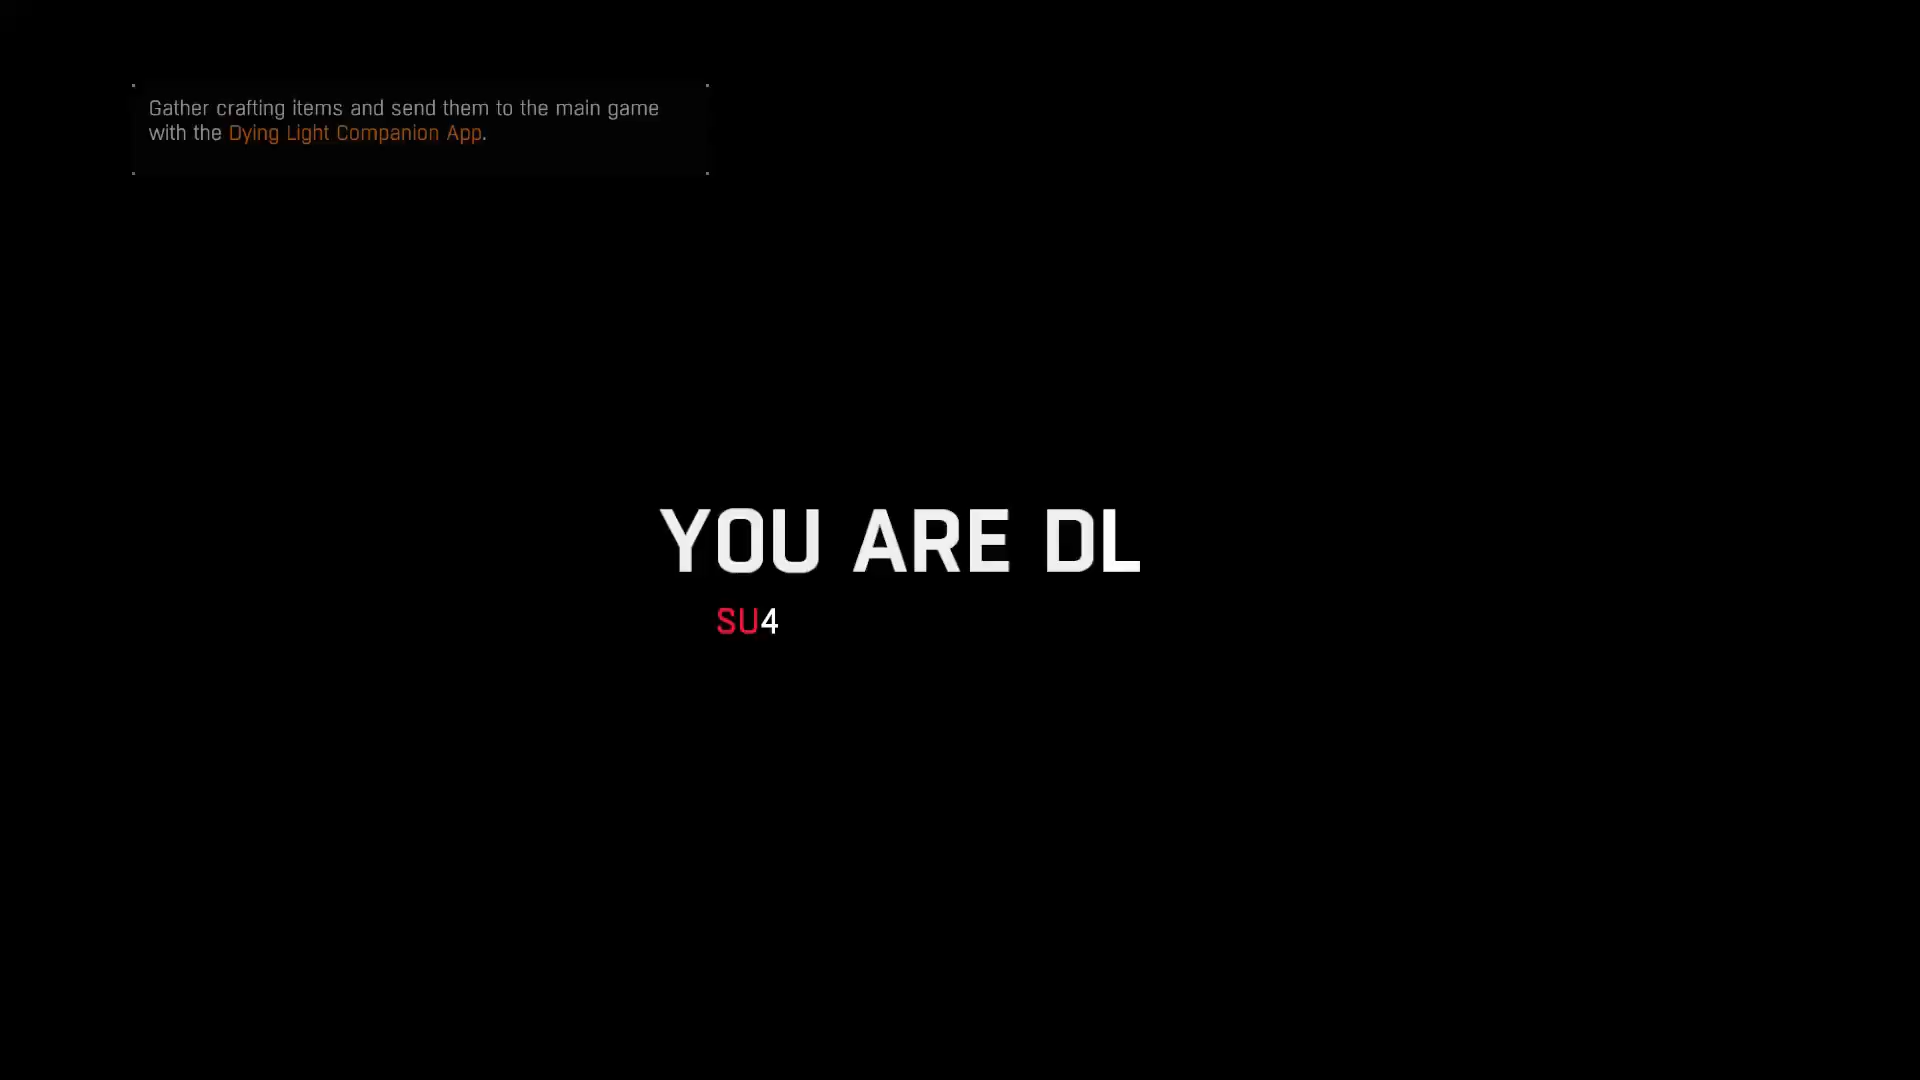 Gather crafting items and send them to the main game
with the Dying Light Companion App.
YOU ARE DL
SU4